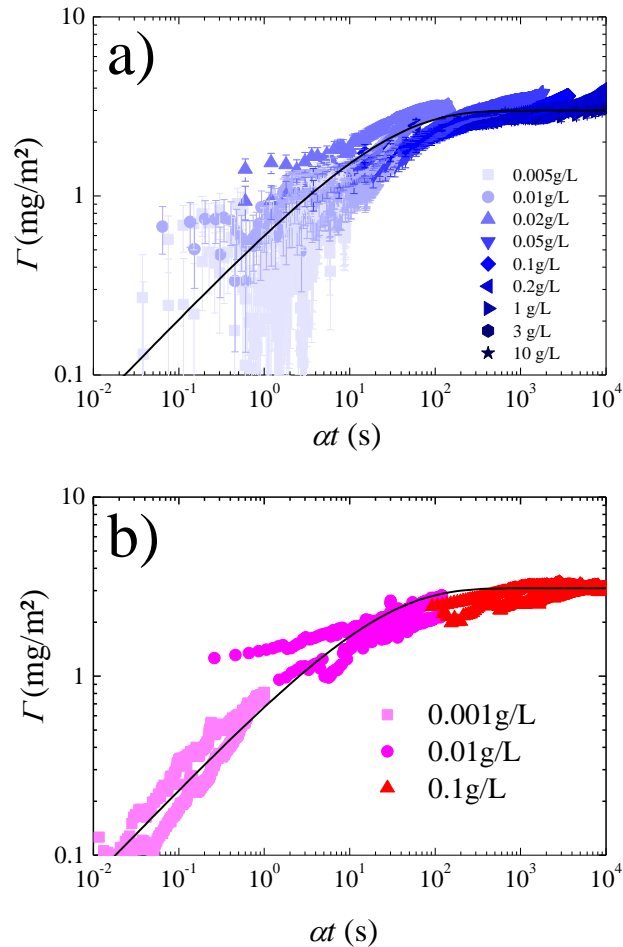 a)
10
1
0.1
Γ (mg/m²)
10⁻² 10⁻¹ 10⁰ 10¹ 10² 10³ 10⁴
αt (s)
0.005g/L
0.01g/L
0.02g/L
0.05g/L
0.1g/L
0.2g/L
1 g/L
3 g/L
10 g/L
b)
10
1
0.1
Γ (mg/m²)
10⁻² 10⁻¹ 10⁰ 10¹ 10² 10³ 10⁴
αt (s)
0.001g/L
0.01g/L
0.1g/L